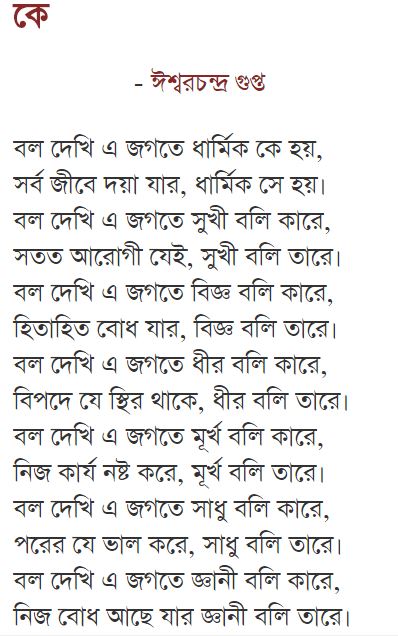 কে
- ঈশ্বরচন্দ্র গুপ্ত
বল দেখি এ জগতে ধার্মিক কে হয়,
সর্ব জীবে দয়া যার, ধার্মিক সে হয়।
বল দেখি এ জগতে সুখী বলি কারে,
সতত আরোগী যেই, সুখী বলি তারে।
বল দেখি এ জগতে বিজ্ঞ বলি কারে,
হিতাহিত বোধ যার, বিজ্ঞ বলি তারে।
বল দেখি এ জগতে ধীর বলি কারে,
বিপদে যে স্থির থাকে, ধীর বলি তারে।
বল দেখি এ জগতে মূর্খ বলি কারে,
নিজ কার্য নষ্ট করে, মূর্খ বলি তারে।
বল দেখি এ জগতে সাধু বলি কারে,
পরের যে ভাল করে, সাধু বলি তারে।
বল দেখি এ জগতে জ্ঞানী বলি কারে,
নিজ বোধ আছে যার জ্ঞানী বলি তারে।